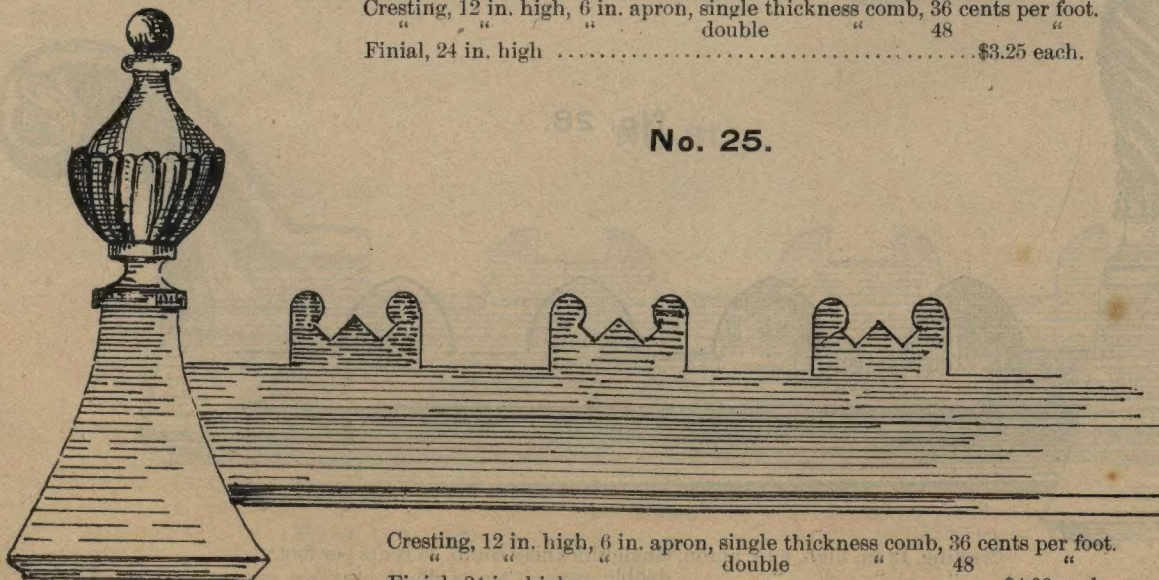 Cresting, 12 in. high, 6 in. apron, single thickness comb, 36 cents per foot.
“ “ “ double “ 48 “
Finial, 24 in. high ........................................ $3.25 each.
No. 25.
Cresting, 12 in. high, 6 in. apron, single thickness comb, 36 cents per foot.
“ “ “ double “ 48 “